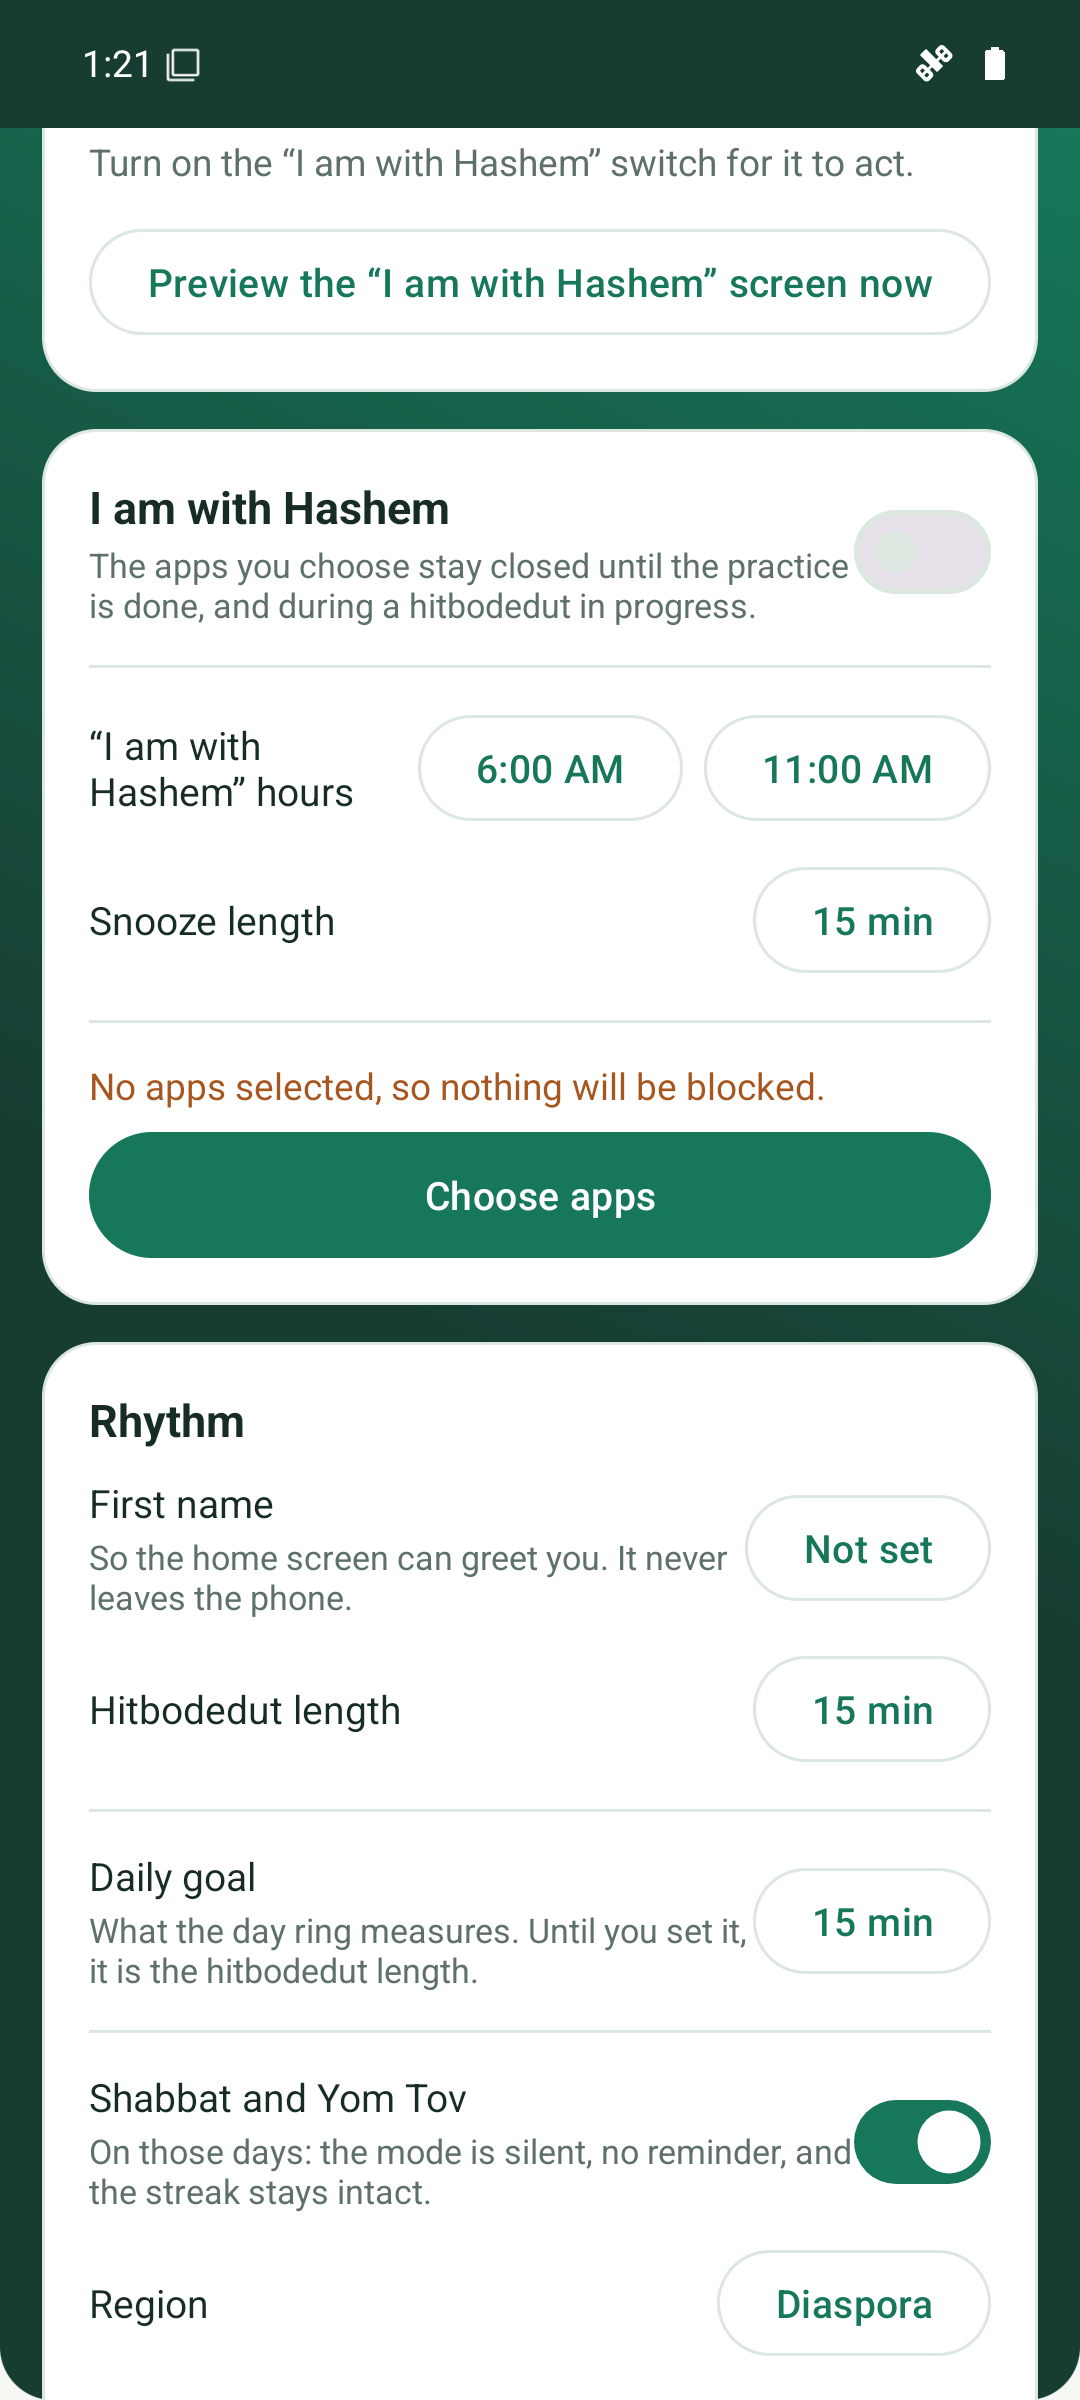 1:21
Turn on the “I am with Hashem” switch for it to act.
Preview the “I am with Hashem” screen now
I am with Hashem
The apps you choose stay closed until the practice
is done, and during a hitbodedut in progress.
“I am with
Hashem” hours
6:00 AM
11:00 AM
Snooze length
15 min
No apps selected, so nothing will be blocked.
Choose apps
Rhythm
First name
So the home screen can greet you. It never
leaves the phone.
Not set
Hitbodedut length
15 min
Daily goal
What the day ring measures. Until you set it,
it is the hitbodedut length.
15 min
Shabbat and Yom Tov
On those days: the mode is silent, no reminder, and
the streak stays intact.
Region
Diaspora